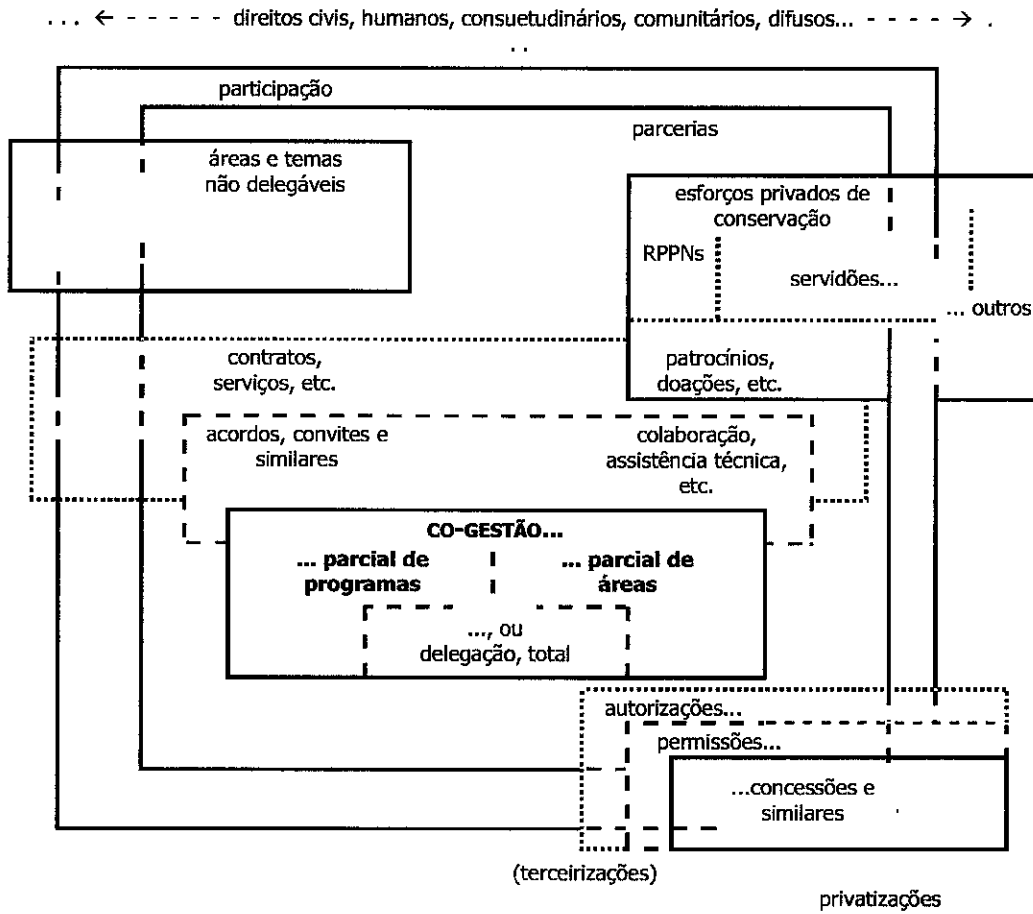 ... ← - - - - - direitos civis, humanos, consuetudinários, comunitários, difusos... - - - - - → .
. .
participação
parcerias
áreas e temas
não delegáveis
esforços privados de
conservação
RPPNs
servidões...
... outros
contratos,
serviços, etc.
patrocínios,
doações, etc.
acordos, convites e
similares
colaboração,
assistência técnica,
etc.
CO-GESTÃO...
... parcial de
programas
... parcial de
áreas
..., ou
delegação, total
autorizações...
permissões...
...concessões e
similares
(terceirizações)
privatizações